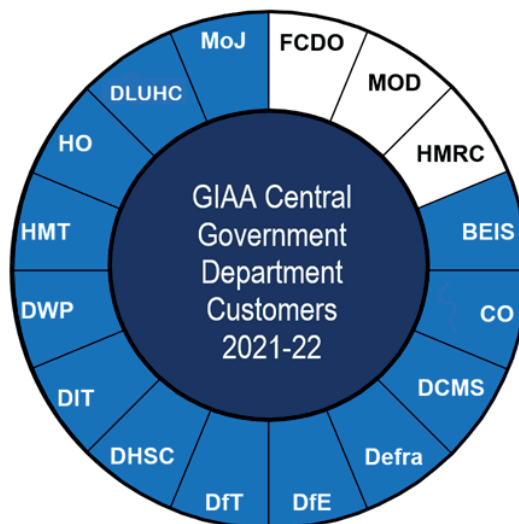 MoJ
FCDO
MOD
HMRC
BEIS
CO
DCMS
Defra
DfE
DfT
DHSC
DIT
DWP
HMT
HO
DLUHC
GIAA Central
Government
Department
Customers
2021-22